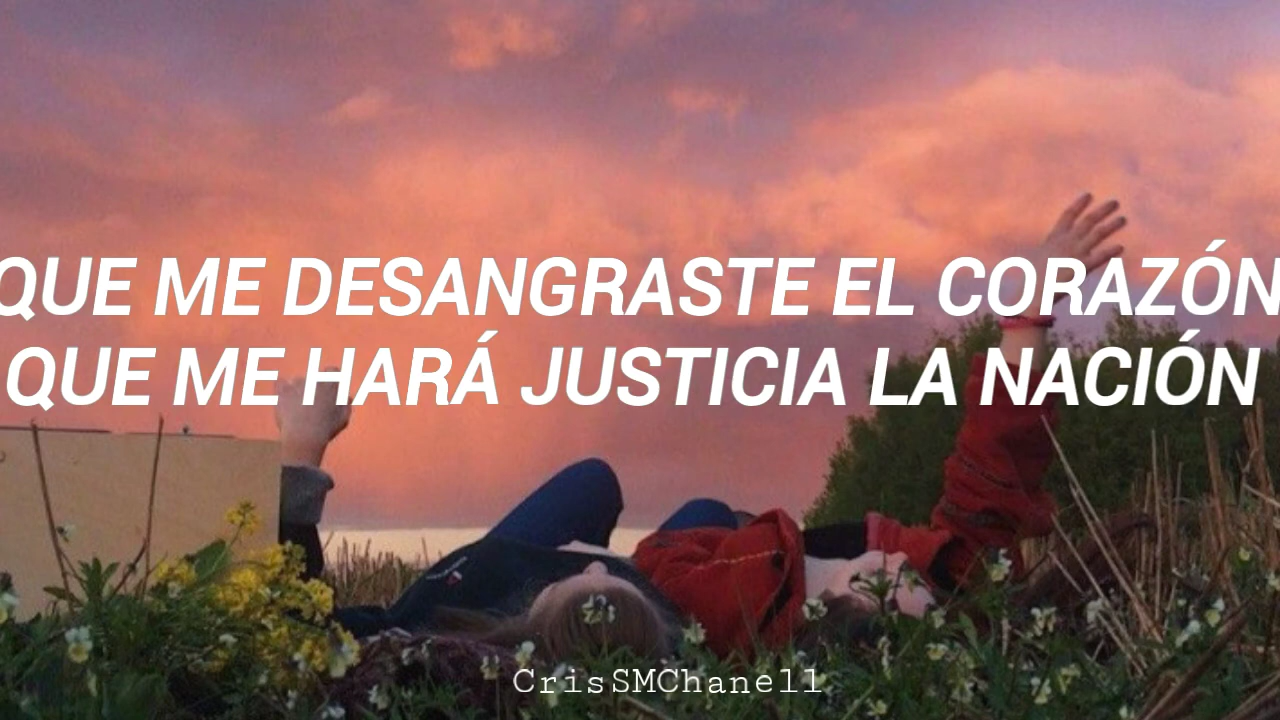 QUE ME DESANGRASTE EL CORAZÓN
QUE ME HARÁ JUSTICIA LA NACIÓN
CrisSMChanell